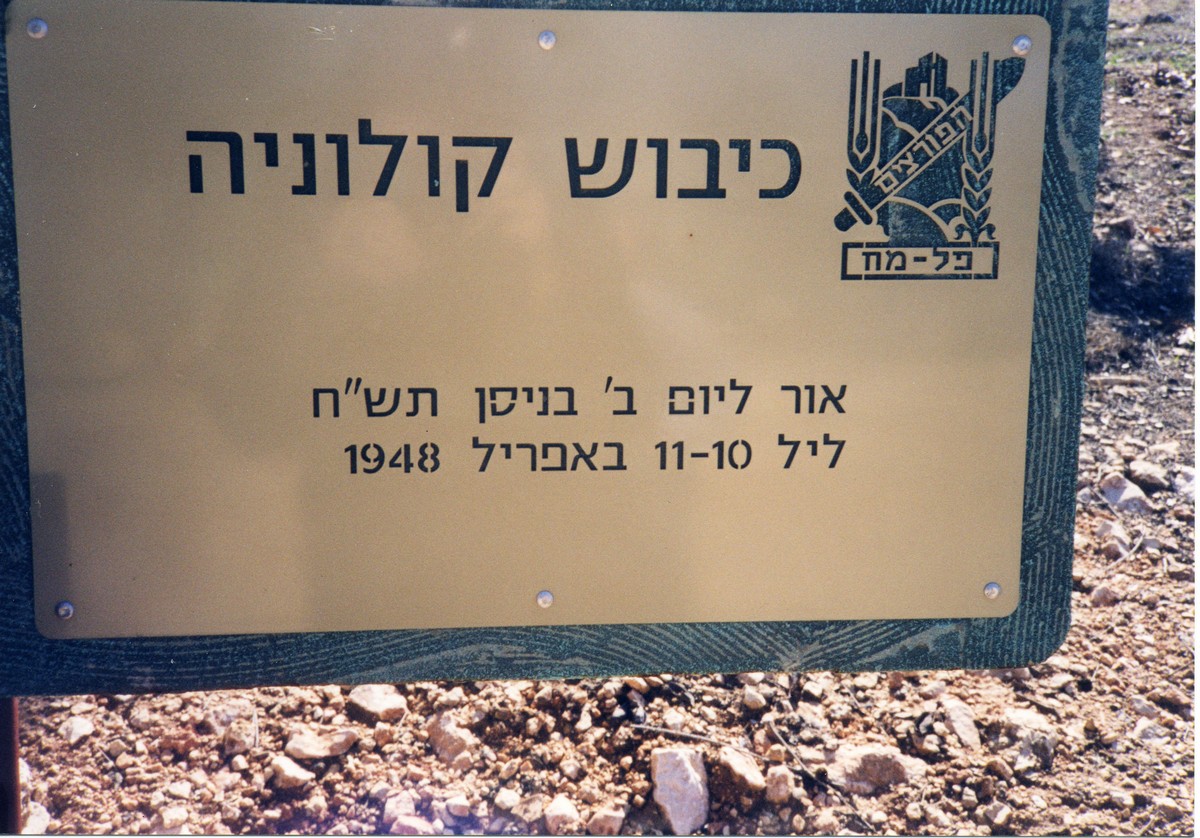 כיבוש קולוניה
הפורצים
פל-מח
אור ליום ב' בניסן תש"ח
ליל 11-10 באפריל 1948